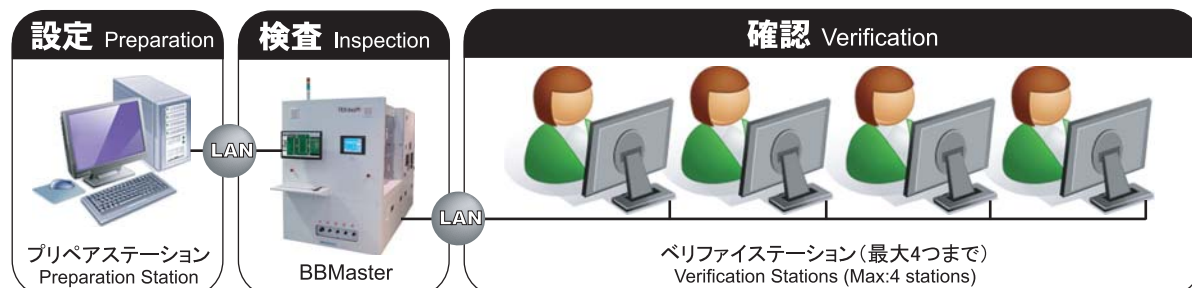 設定 Preparation
検査 Inspection
確認 Verification
LAN
LAN
プリペアステーション
Preparation Station
BBMaster
ベリファイステーション（最大4つまで）
Verification Stations (Max:4 stations)